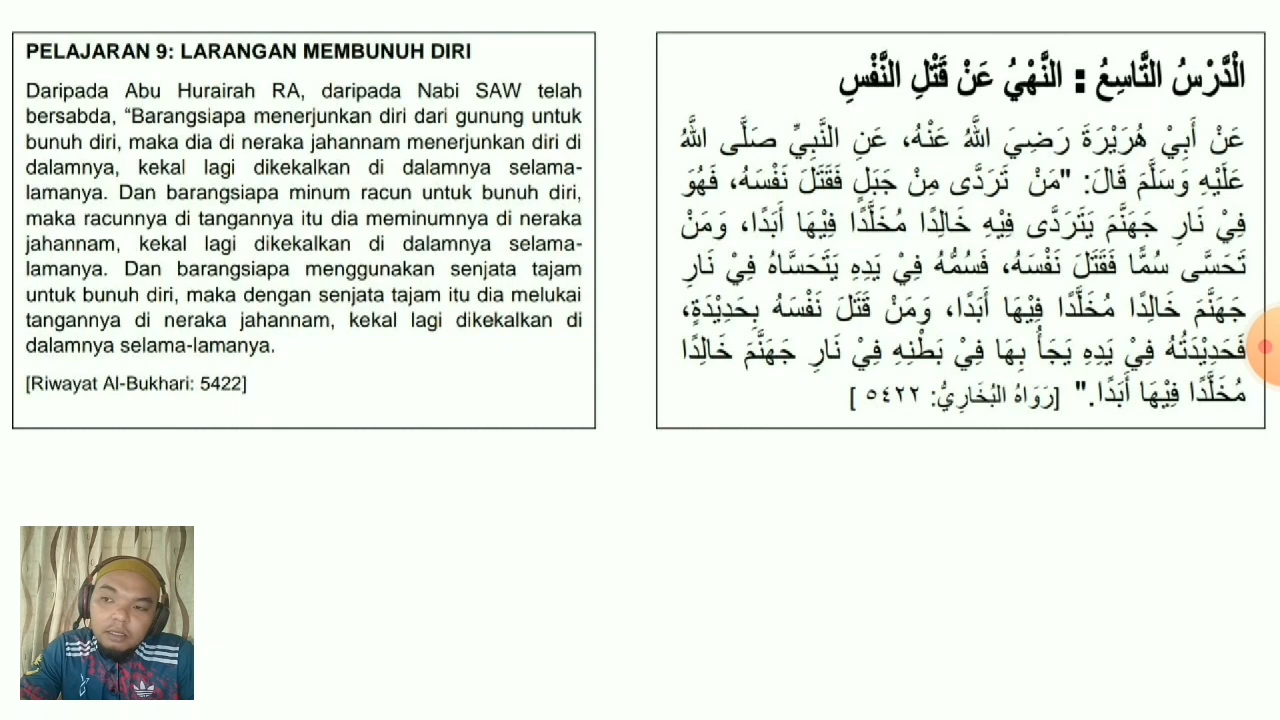 PELAJARAN 9: LARANGAN MEMBUNUH DIRI
Daripada Abu Hurairah RA, daripada Nabi SAW telah
bersabda, “Barangsiapa menerjunkan diri dari gunung untuk
bunuh diri, maka dia di neraka jahannam menerjunkan diri di
dalamnya, kekal lagi dikekalkan di dalamnya selama-
lamanya. Dan barangsiapa minum racun untuk bunuh diri,
maka racunnya di tangannya itu dia meminumnya di neraka
jahannam, kekal lagi dikekalkan di dalamnya selama-
lamanya. Dan barangsiapa menggunakan senjata tajam
untuk bunuh diri, maka dengan senjata tajam itu dia melukai
tangannya di neraka jahannam, kekal lagi dikekalkan di
dalamnya selama-lamanya.
[Riwayat Al-Bukhari: 5422]
الْدَّرْسُ التَّاسِعُ : النَّهْيُ عَنْ قَتْلِ النَّفْسِ
عَنْ أَبِيْ هُرَيْرَةَ رَضِيَ اللهُ عَنْهُ، عَنِ النَّبِيِّ صَلَّى اللهُ
عَلَيْهِ وَسَلَّمَ قَالَ: "مَنْ تَرَدَّى مِنْ جَبَلٍ فَقَتَلَ نَفْسَهُ، فَهُوَ
فِيْ نَارِ جَهَنَّمَ يَتَرَدَّى فِيْهِ خَالِدًا مُخَلَّدًا فِيْهَا أَبَدًا، وَمَنْ
تَحَسَّى سُمًّا فَقَتَلَ نَفْسَهُ، فَسُمُّهُ فِيْ يَدِهِ يَتَحَسَّاهُ فِيْ نَارِ
جَهَنَّمَ خَالِدًا مُخَلَّدًا فِيْهَا أَبَدًا، وَمَنْ قَتَلَ نَفْسَهُ بِحَدِيْدَةٍ،
فَحَدِيْدَتُهُ فِيْ يَدِهِ يَجَأُ بِهَا فِيْ بَطْنِهِ فِيْ نَارِ جَهَنَّمَ خَالِدًا
مُخَلَّدًا فِيْهَا أَبَدًا." [رَوَاهُ البُخَارِيُّ: ٥٤٢٢ ]